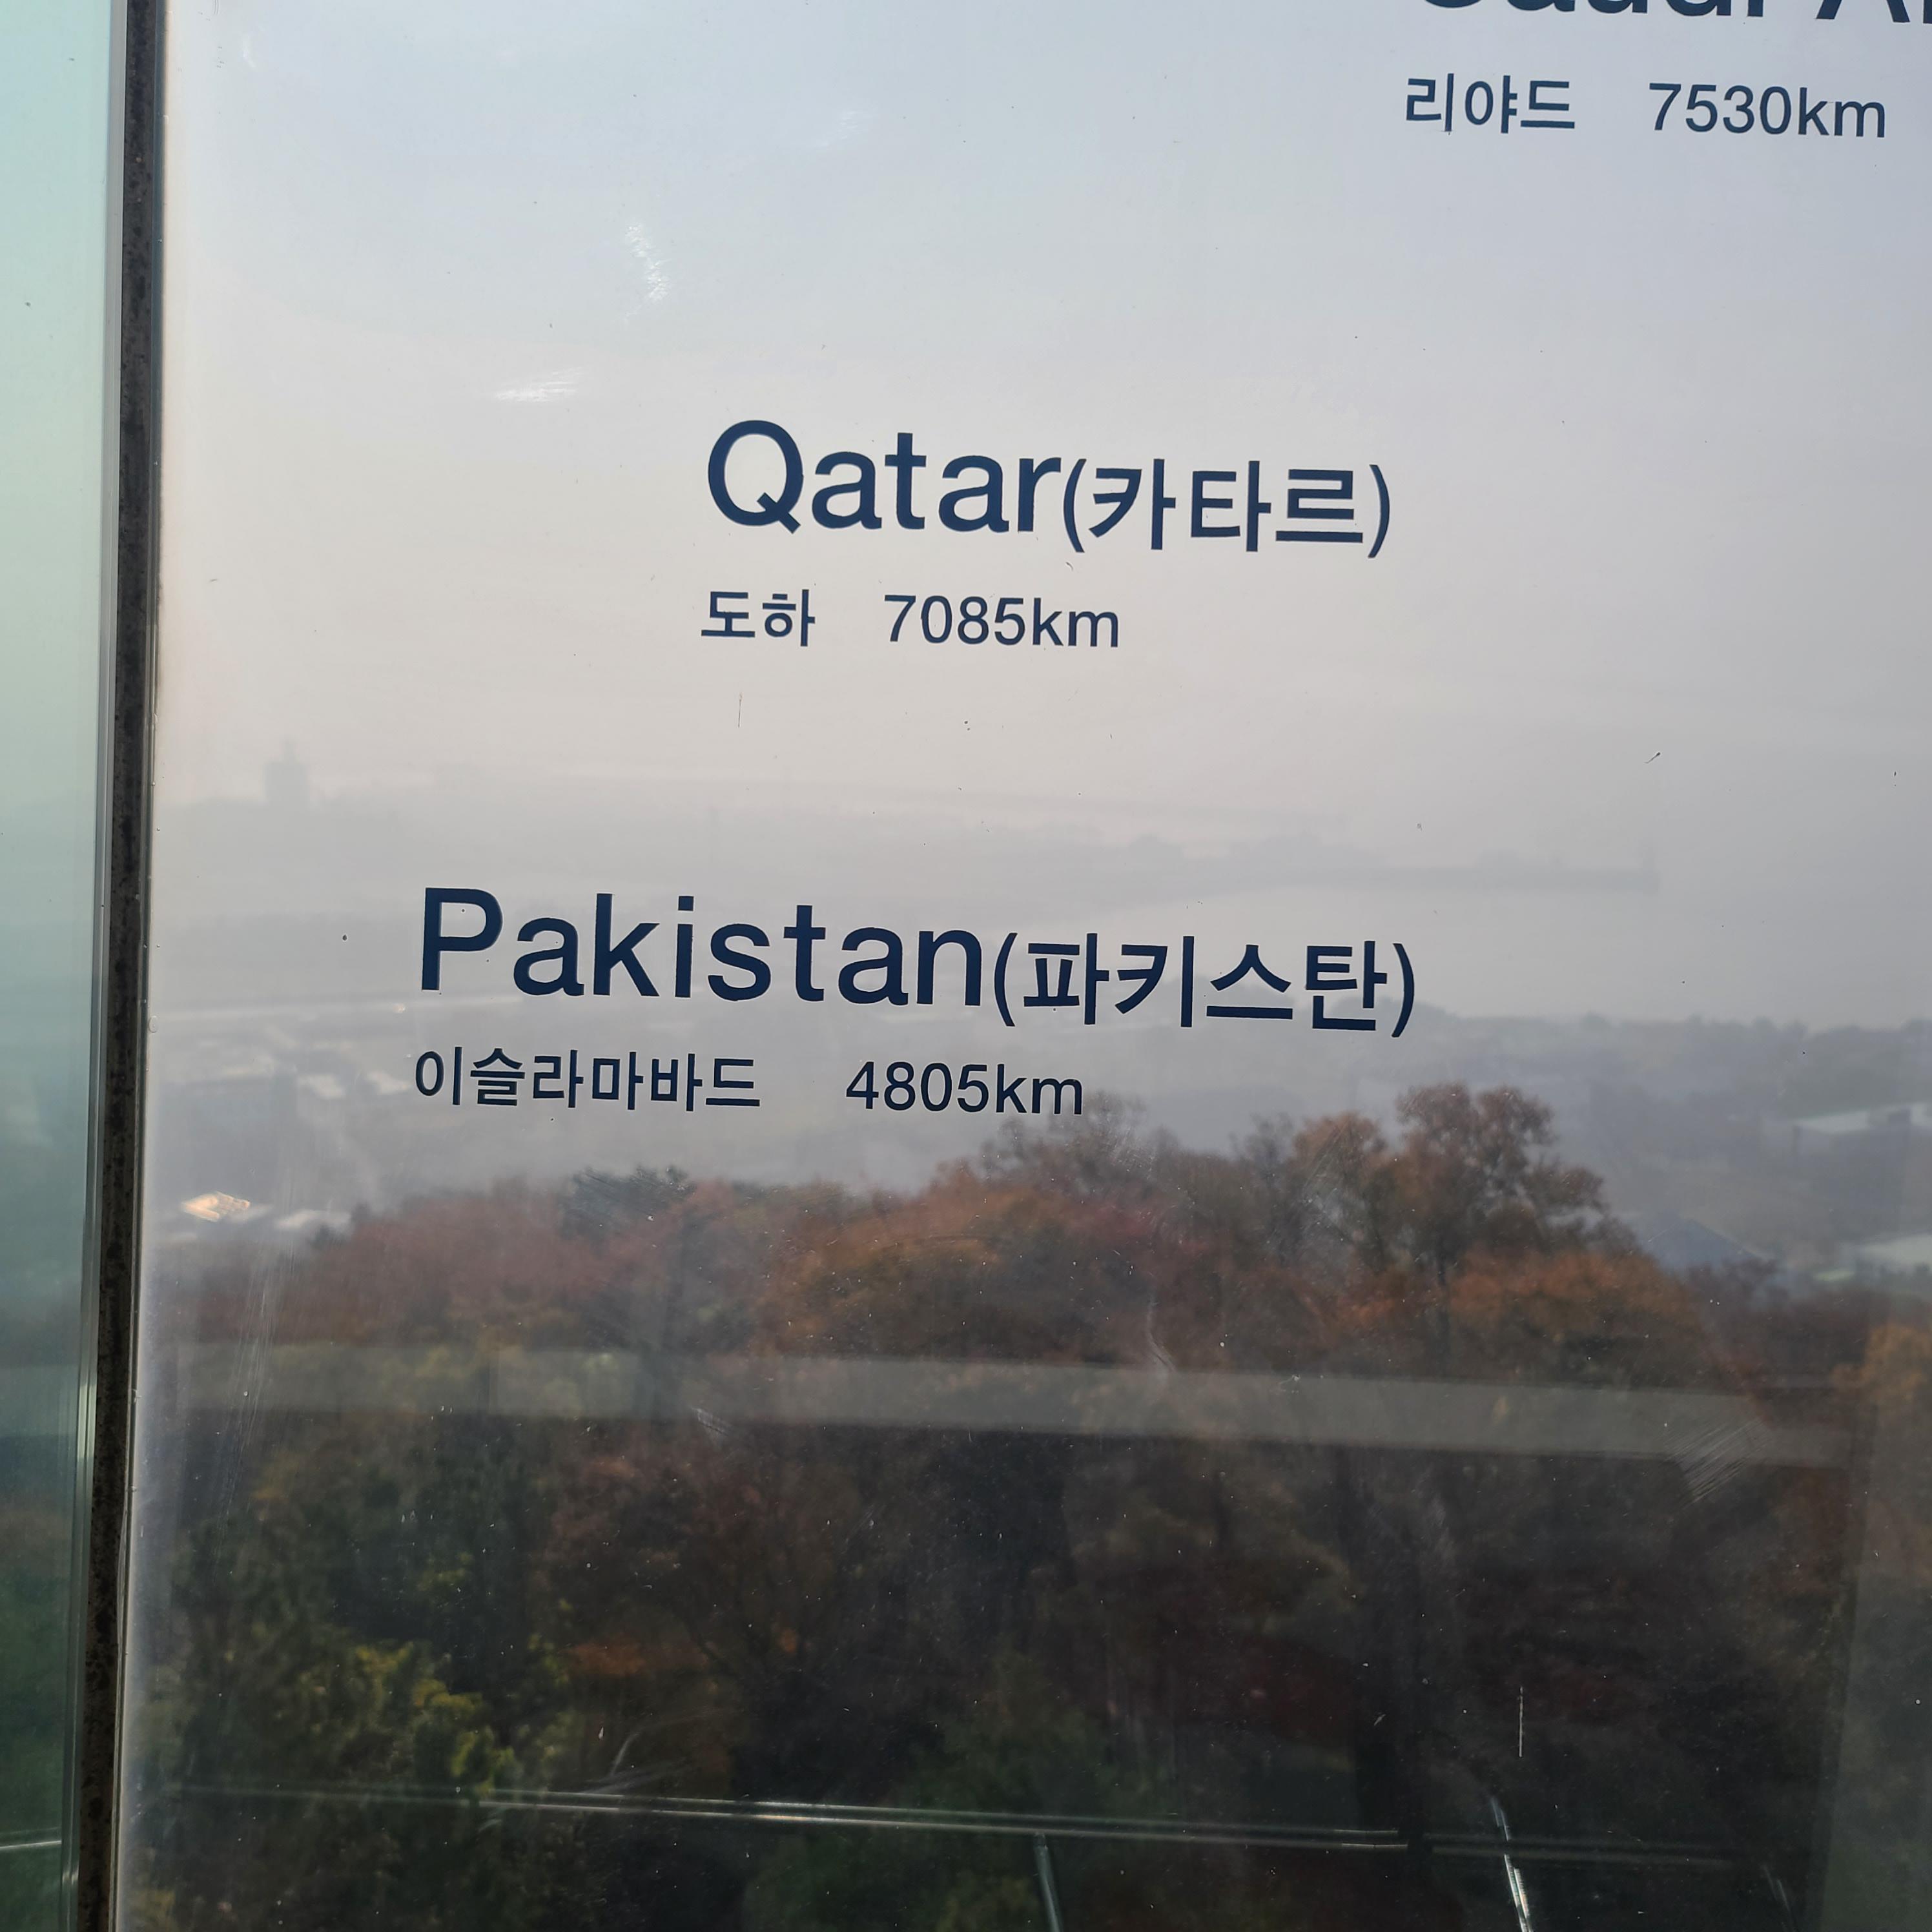 리야드 7530km
Qatar(카타르)
도하 7085km
Pakistan(파키스탄)
이슬라마바드 4805km